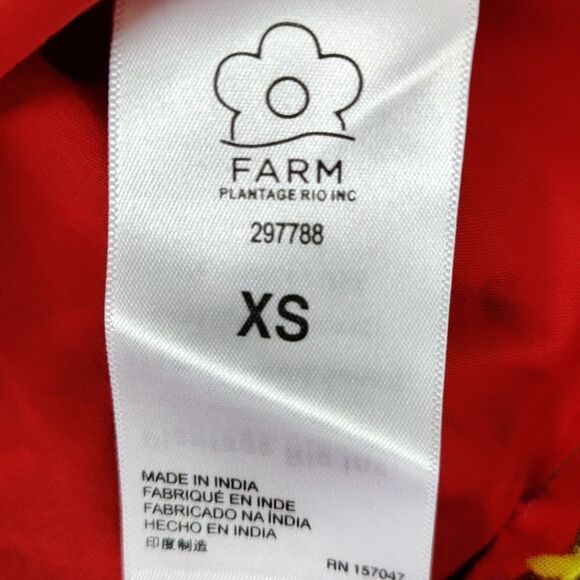 FARM
PLANTAGE RIO INC
297788
XS
MADE IN INDIA
FABRIQUÉ EN INDE
FABRICADO NA ÍNDIA
HECHO EN INDIA
印度制造
RN 157047